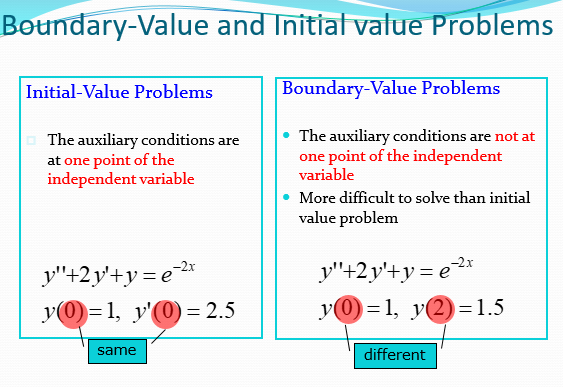 Boundary-Value and Initial value Problems
Initial-Value Problems
The auxiliary conditions are
at one point of the
independent variable
y''+2y'+y = e^{-2x}
y(0) = 1, y'(0) = 2.5
same
Boundary-Value Problems
The auxiliary conditions are not at
one point of the independent
variable
More difficult to solve than initial
value problem
y''+2y'+y = e^{-2x}
y(0) = 1, y(2) = 1.5
different